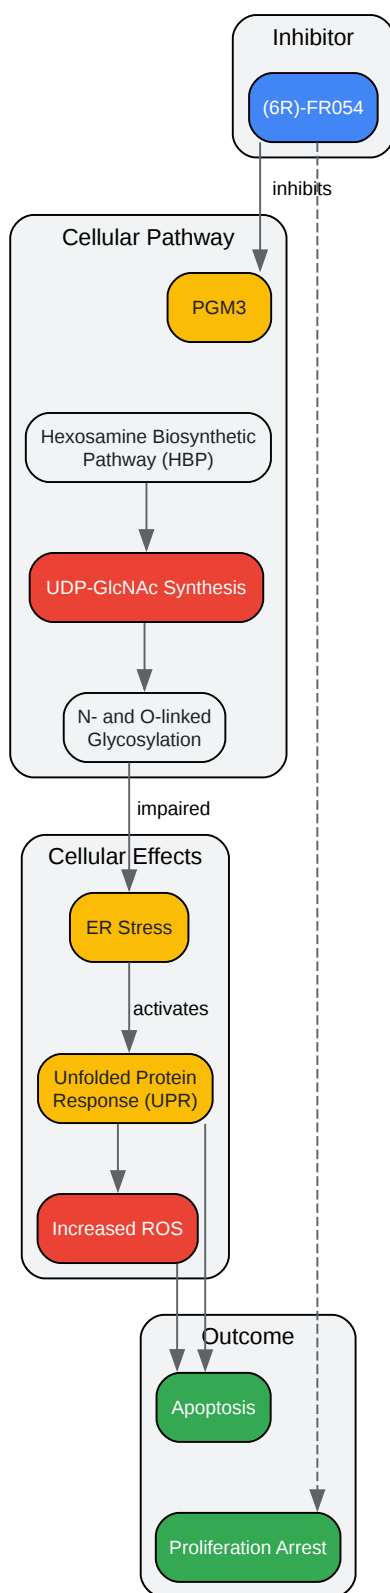 Inhibitor
(6R)-FR054
inhibits
Cellular Pathway
PGM3
Hexosamine Biosynthetic
Pathway (HBP)
UDP-GlcNAc Synthesis
N- and O-linked
Glycosylation
impaired
Cellular Effects
ER Stress
activates
Unfolded Protein
Response (UPR)
Increased ROS
Outcome
Apoptosis
Proliferation Arrest